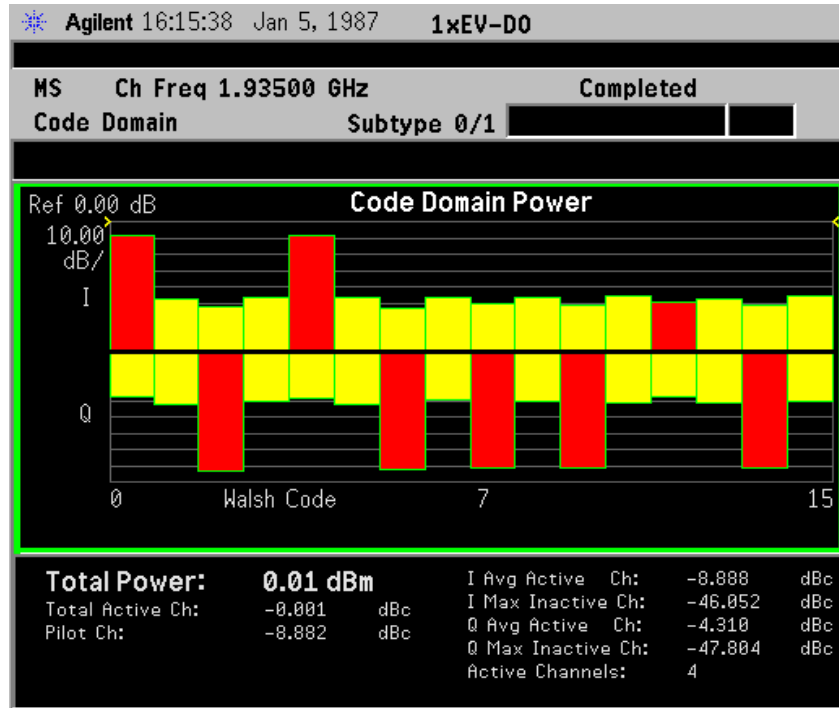 Agilent 16:15:38 Jan 5, 1987 1xEV-DO
MS Ch Freq 1.93500 GHz Completed
Code Domain Subtype 0/1
Ref 0.00 dB Code Domain Power
10.00
dB/
I
Q
0 Walsh Code 7 15
Total Power: 0.01 dBm
Total Active Ch: -0.001 dBc
Pilot Ch: -8.882 dBc
I Avg Active Ch: -8.888 dBc
I Max Inactive Ch: -46.052 dBc
Q Avg Active Ch: -4.310 dBc
Q Max Inactive Ch: -47.804 dBc
Active Channels: 4